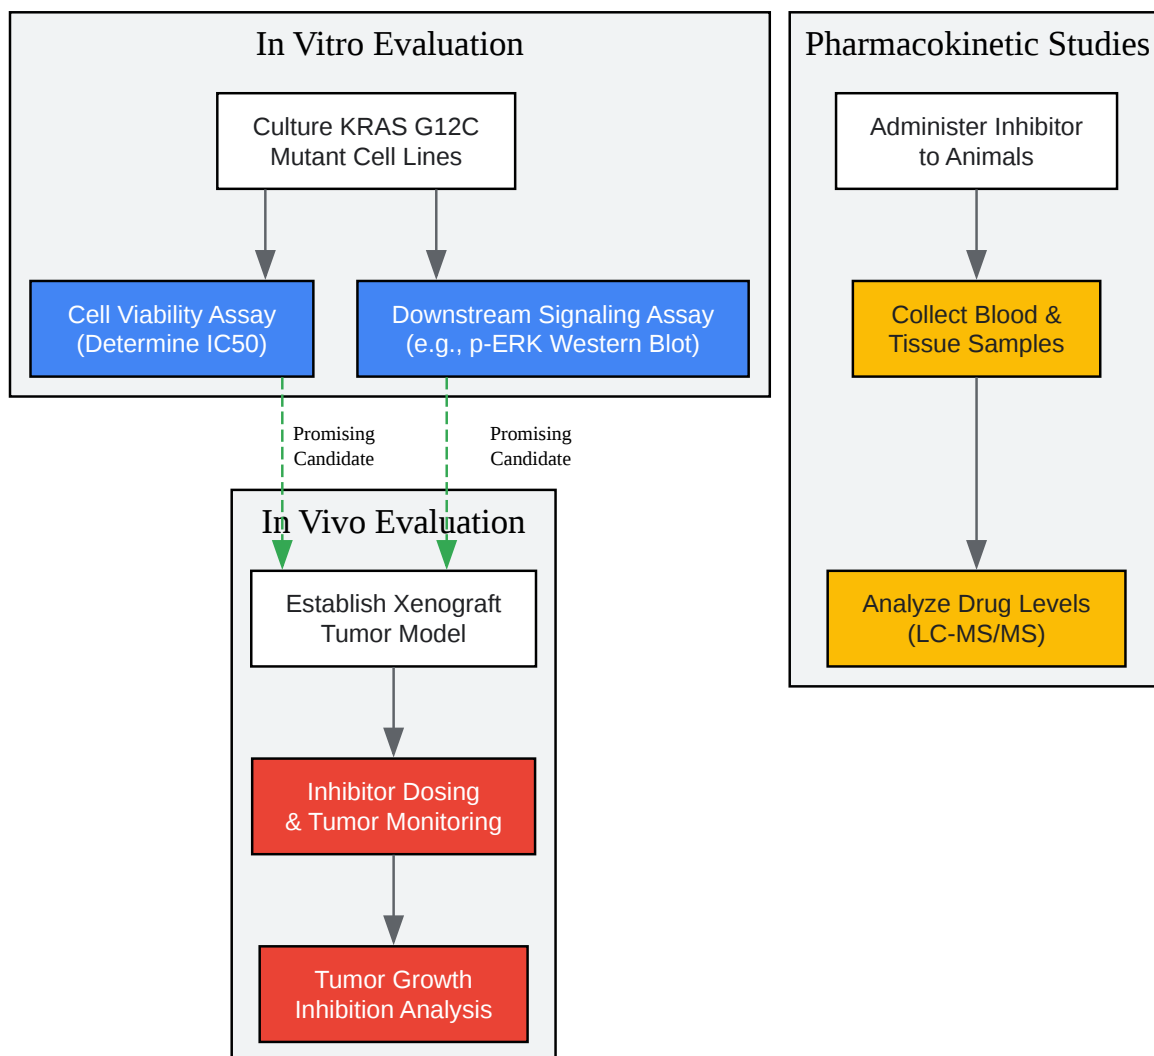 In Vitro Evaluation
Culture KRAS G12C
Mutant Cell Lines
Cell Viability Assay
(Determine IC50)
Downstream Signaling Assay
(e.g., p-ERK Western Blot)
Promising
Candidate
Promising
Candidate
In Vivo Evaluation
Establish Xenograft
Tumor Model
Inhibitor Dosing
& Tumor Monitoring
Tumor Growth
Inhibition Analysis
Pharmacokinetic Studies
Administer Inhibitor
to Animals
Collect Blood &
Tissue Samples
Analyze Drug Levels
(LC-MS/MS)